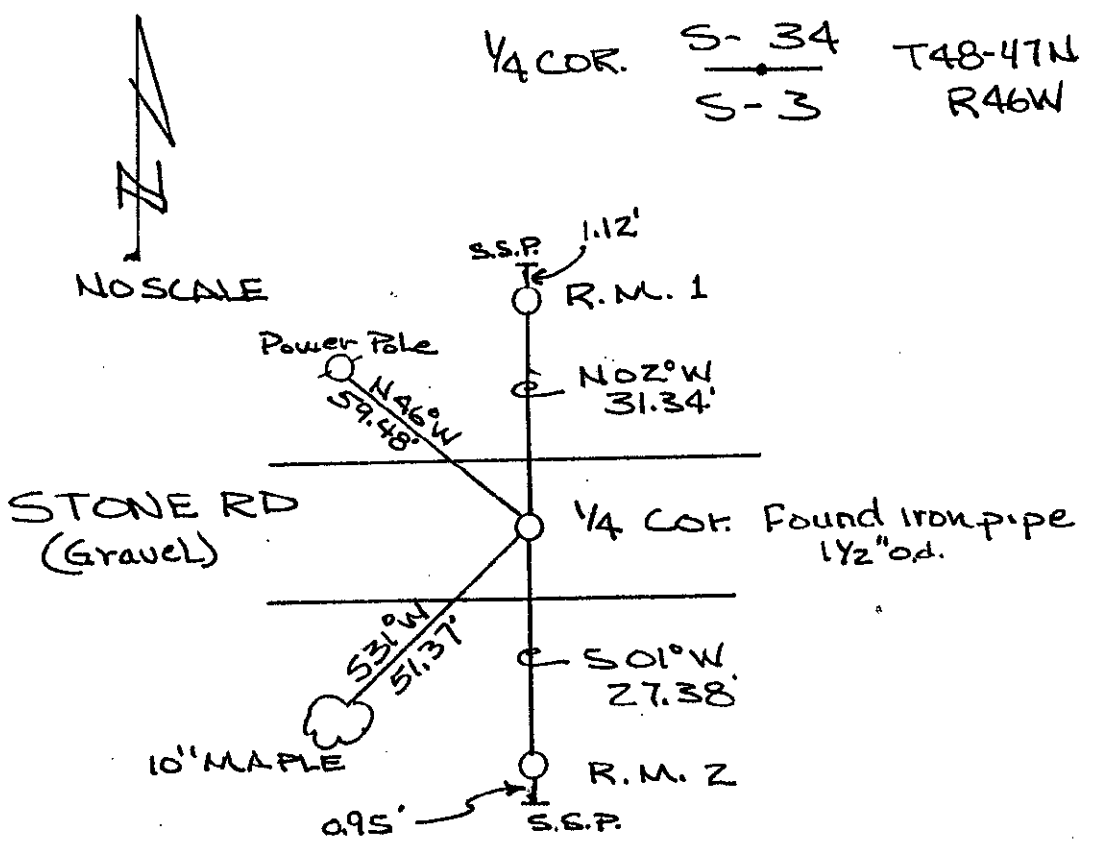 1/4 COR.
S- 34
S- 3
T48-47N
R46W
N
NO SCALE
S.S.P.
1.12'
R.M. 1
Power Pole
N46°W
59.48'
N02°W
31.34'
STONE RD
(Gravel)
1/4 Cor. Found iron pipe
1 1/2" o.d.
S31°W
51.37'
S01°W
27.38'
10" MAPLE
R.M. 2
0.95'
S.S.P.